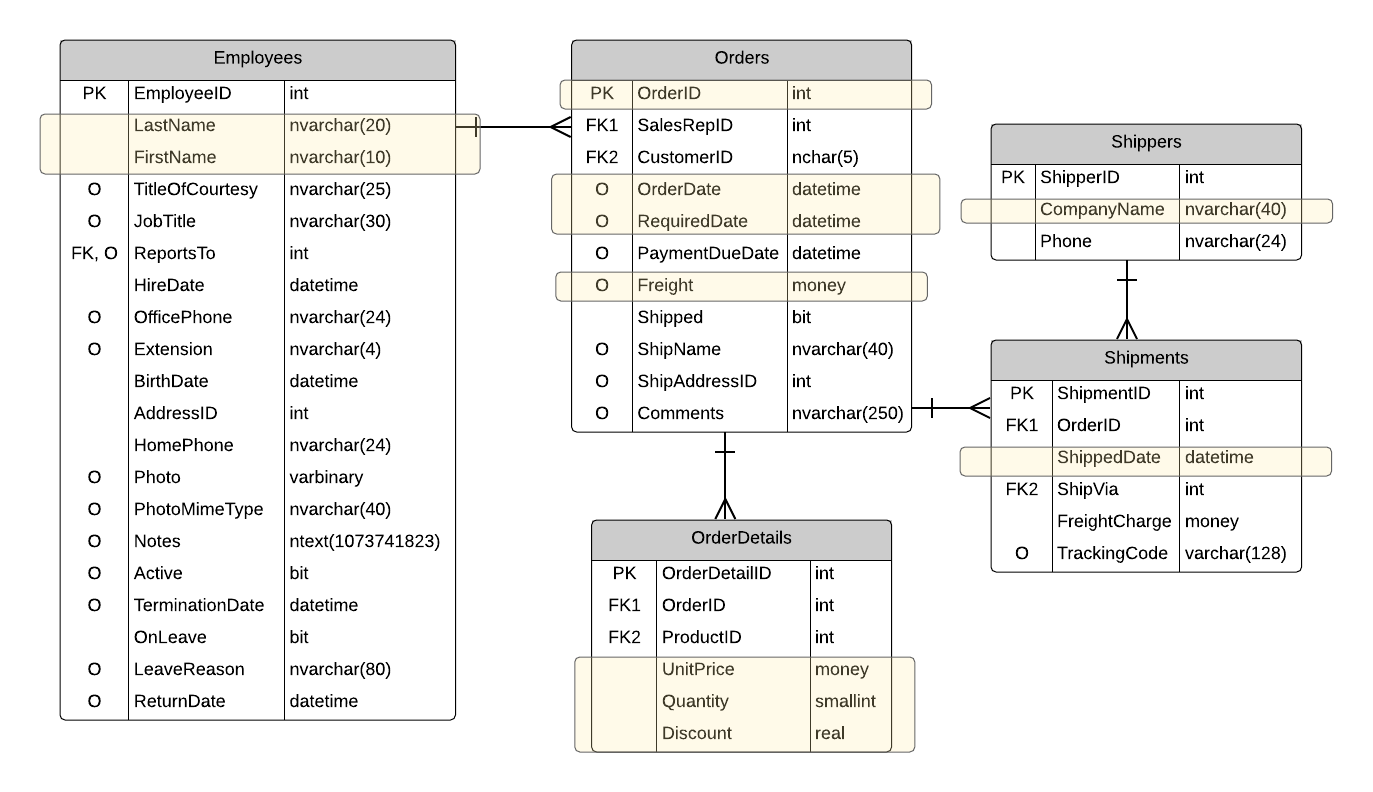 Employees
PK EmployeeID int
LastName nvarchar(20)
FirstName nvarchar(10)
O TitleOfCourtesy nvarchar(25)
O JobTitle nvarchar(30)
FK, O ReportsTo int
HireDate datetime
O OfficePhone nvarchar(24)
O Extension nvarchar(4)
BirthDate datetime
AddressID int
HomePhone nvarchar(24)
O Photo varbinary
O PhotoMimeType nvarchar(40)
O Notes ntext(1073741823)
O Active bit
O TerminationDate datetime
OnLeave bit
O LeaveReason nvarchar(80)
O ReturnDate datetime
Orders
PK OrderID int
FK1 SalesRepID int
FK2 CustomerID nchar(5)
O OrderDate datetime
O RequiredDate datetime
O PaymentDueDate datetime
O Freight money
Shipped bit
O ShipName nvarchar(40)
O ShipAddressID int
O Comments nvarchar(250)
OrderDetails
PK OrderDetailID int
FK1 OrderID int
FK2 ProductID int
UnitPrice money
Quantity smallint
Discount real
Shippers
PK ShipperID int
CompanyName nvarchar(40)
Phone nvarchar(24)
Shipments
PK ShipmentID int
FK1 OrderID int
ShippedDate datetime
FK2 ShipVia int
FreightCharge money
O TrackingCode varchar(128)